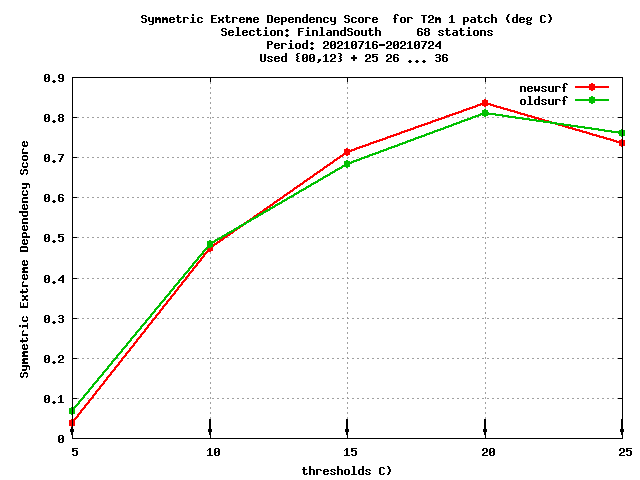 Symmetric Extreme Dependency Score  for T2m 1 patch (deg C)
Selection: FinlandSouth     68 stations
Period: 20210716-20210724
Used {00,12} + 25 26 ... 36
newsurf
oldsurf
0.9
0.8
0.7
0.6
0.5
0.4
0.3
0.2
0.1
0
Symmetric Extreme Dependency Score
5 10 15 20 25
thresholds C)